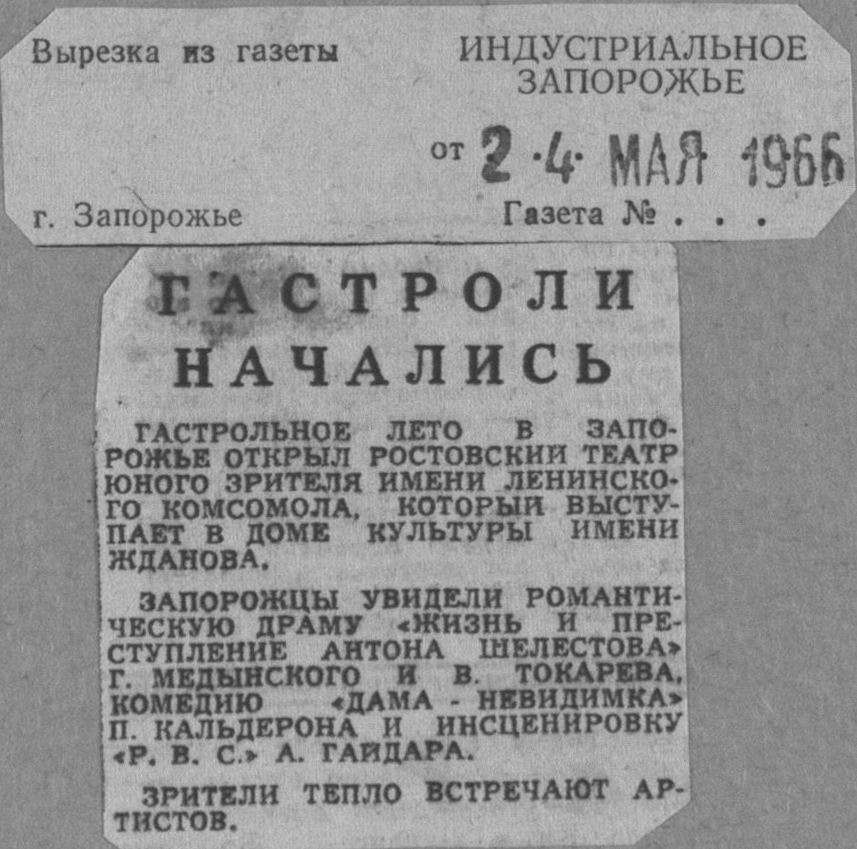 Вырезка из газеты
ИНДУСТРИАЛЬНОЕ
ЗАПОРОЖЬЕ
от 2 ·4· МАЯ 1966
г. Запорожье
Газета № . . .
ГАСТРОЛИ
НАЧАЛИСЬ
ГАСТРОЛЬНОЕ ЛЕТО В ЗАПО-
РОЖЬЕ ОТКРЫЛ РОСТОВСКИЙ ТЕАТР
ЮНОГО ЗРИТЕЛЯ ИМЕНИ ЛЕНИНСКО-
ГО КОМСОМОЛА, КОТОРЫЙ ВЫСТУ-
ПАЕТ В ДОМЕ КУЛЬТУРЫ ИМЕНИ
ЖДАНОВА.
ЗАПОРОЖЦЫ УВИДЕЛИ РОМАНТИ-
ЧЕСКУЮ ДРАМУ «ЖИЗНЬ И ПРЕ-
СТУПЛЕНИЕ АНТОНА ШЕЛЕСТОВА»
Г. МЕДЫНСКОГО И В. ТОКАРЕВА,
КОМЕДИЮ «ДАМА - НЕВИДИМКА»
П. КАЛЬДЕРОНА И ИНСЦЕНИРОВКУ
«Р. В. С.» А. ГАЙДАРА.
ЗРИТЕЛИ ТЕПЛО ВСТРЕЧАЮТ АР-
ТИСТОВ.